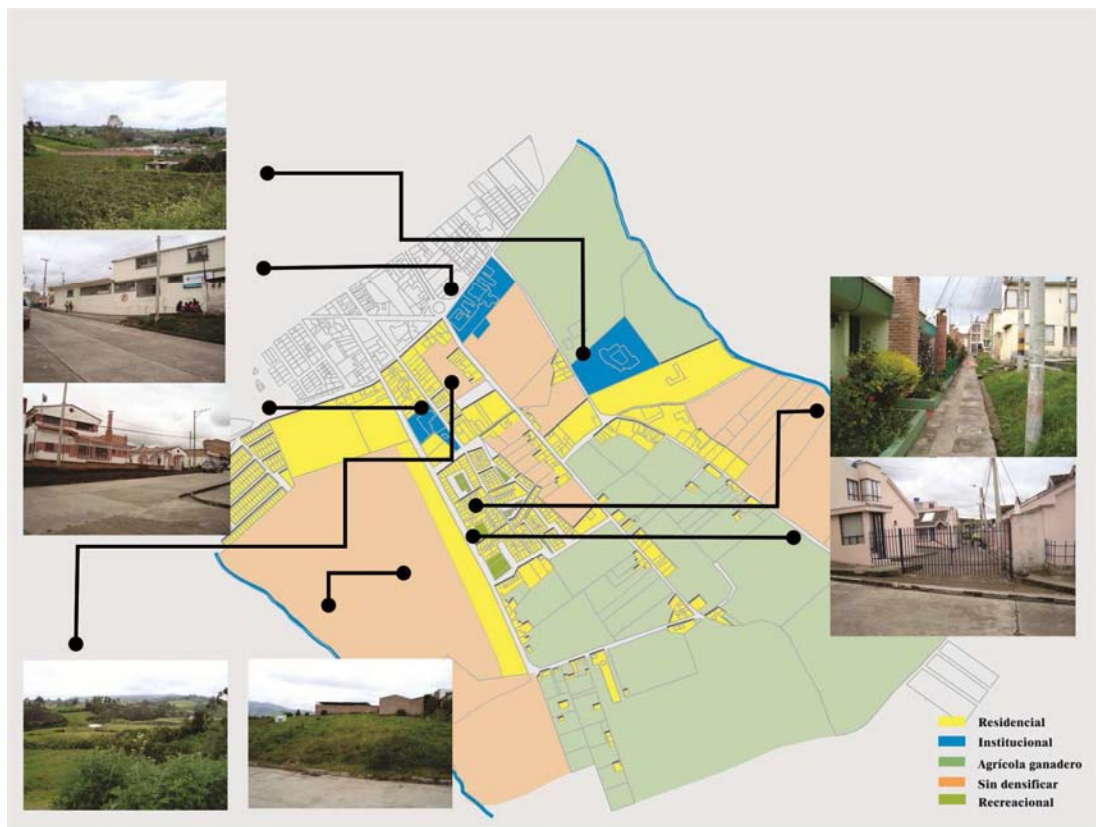 Residencial
Institucional
Agrícola ganadero
Sin densificar
Recreacional